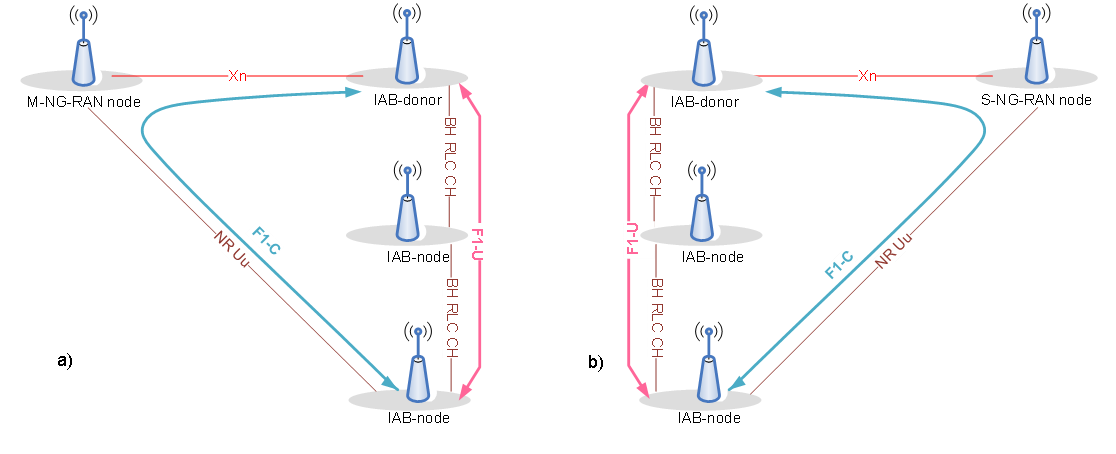 Xn
M-NG-RAN node
IAB-donor
BH RLC CH
F1-C
NR Uu
IAB-node
F1-U
BH RLC CH
a)
IAB-node
Xn
IAB-donor
S-NG-RAN node
BH RLC CH
F1-U
IAB-node
F1-C
NR Uu
BH RLC CH
b)
IAB-node